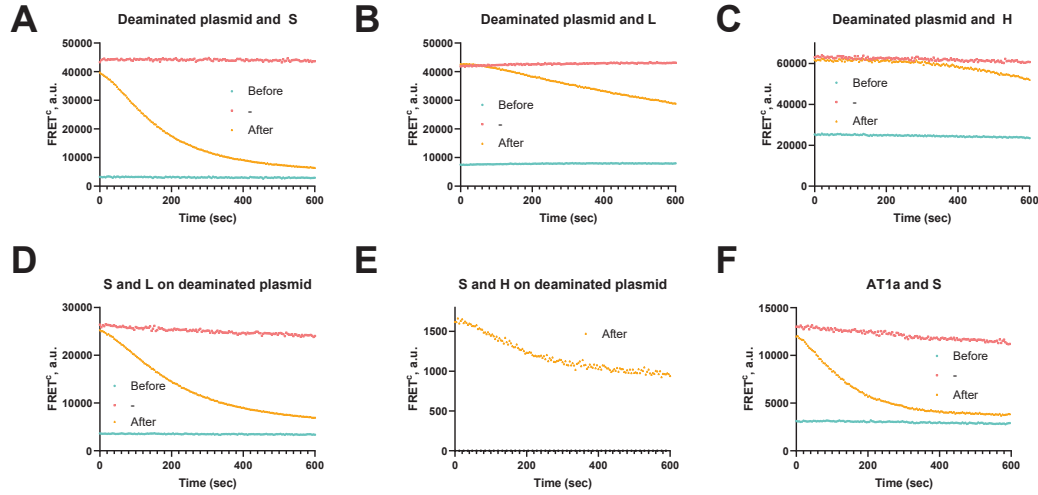 A
Deaminated plasmid and S
FRETᶜ, a.u.
50000
40000
30000
20000
10000
0
Before
-
After
0 200 400 600
Time (sec)
B
Deaminated plasmid and L
FRETᶜ, a.u.
50000
40000
30000
20000
10000
0
Before
-
After
0 200 400 600
Time (sec)
C
Deaminated plasmid and H
FRETᶜ, a.u.
60000
40000
20000
0
Before
-
After
0 200 400 600
Time (sec)
D
S and L on deaminated plasmid
FRETᶜ, a.u.
30000
20000
10000
0
Before
-
After
0 200 400 600
Time (sec)
E
S and H on deaminated plasmid
FRETᶜ, a.u.
1500
1000
500
0
After
0 200 400 600
Time (sec)
F
AT1a and S
FRETᶜ, a.u.
15000
10000
5000
0
Before
-
After
0 200 400 600
Time (sec)